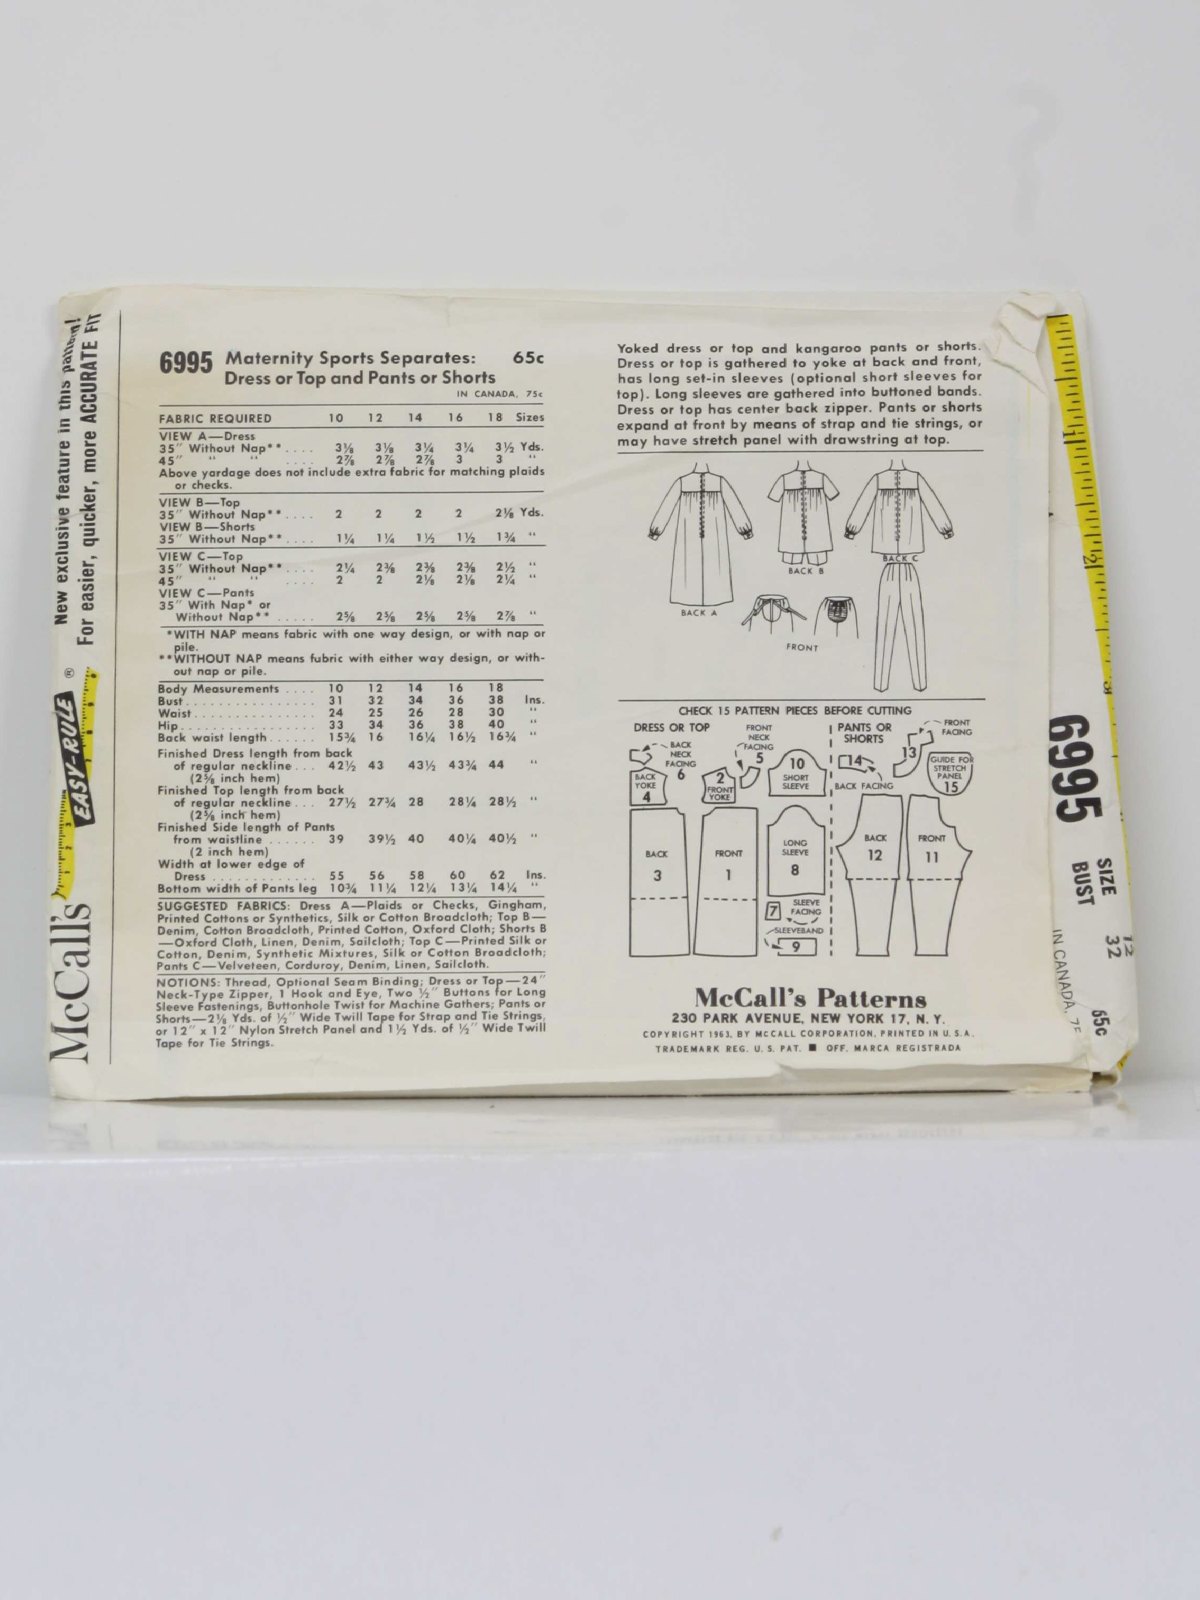 New exclusive feature in this pattern!
For easier, quicker, more ACCURATE FIT
EASY-RULE ®
McCall's
6995 Maternity Sports Separates: 65c
Dress or Top and Pants or Shorts
IN CANADA, 75c
FABRIC REQUIRED 10 12 14 16 18 Sizes
VIEW A—Dress
35" Without Nap** .... 3⅛ 3⅛ 3¼ 3¼ 3½ Yds.
45" " " .... 2⅞ 2⅞ 2⅞ 3 3 "
Above yardage does not include extra fabric for matching plaids
or checks.
VIEW B—Top
35" Without Nap** .... 2 2 2 2 2⅛ Yds.
VIEW B—Shorts
35" Without Nap** .... 1¼ 1¼ 1½ 1½ 1¾ "
VIEW C—Top
35" Without Nap** .... 2¼ 2⅜ 2⅜ 2⅜ 2½ "
45" " " .... 2 2 2⅛ 2⅛ 2¼ "
VIEW C—Pants
35" With Nap* or
Without Nap** ..... 2⅝ 2⅝ 2⅝ 2⅝ 2⅞ "
*WITH NAP means fabric with one way design, or with nap or
pile.
**WITHOUT NAP means fabric with either way design, or with-
out nap or pile.
Body Measurements .... 10 12 14 16 18
Bust ................ 31 32 34 36 38 Ins.
Waist ............... 24 25 26 28 30 "
Hip ................. 33 34 36 38 40 "
Back waist length ...... 15¾ 16 16¼ 16½ 16¾ "
Finished Dress length from back
of regular neckline ... 42½ 43 43½ 43¾ 44 "
(2⅝ inch hem)
Finished Top length from back
of regular neckline ... 27½ 27¾ 28 28¼ 28½ "
(2⅝ inch hem)
Finished Side length of Pants
from waistline ...... 39 39½ 40 40¼ 40½ "
(2 inch hem)
Width at lower edge of
Dress .............. 55 56 58 60 62 Ins.
Bottom width of Pants leg 10¾ 11¼ 12¼ 13¼ 14¼ "
SUGGESTED FABRICS: Dress A—Plaids or Checks, Gingham,
Printed Cottons or Synthetics, Silk or Cotton Broadcloth; Top B—
Denim, Cotton Broadcloth, Printed Cotton, Oxford Cloth; Shorts B
—Oxford Cloth, Linen, Denim, Sailcloth; Top C—Printed Silk or
Cotton, Denim, Synthetic Mixtures, Silk or Cotton Broadcloth;
Pants C—Velveteen, Corduroy, Denim, Linen, Sailcloth.
NOTIONS: Thread, Optional Seam Binding; Dress or Top—24"
Neck-Type Zipper, 1 Hook and Eye, Two ½" Buttons for Long
Sleeve Fastenings, Buttonhole Twist for Machine Gathers; Pants or
Shorts—2⅛ Yds. of ½" Wide Twill Tape for Strap and Tie Strings,
or 12" x 12" Nylon Stretch Panel and 1½ Yds. of ½" Wide Twill
Tape for Tie Strings.
Yoked dress or top and kangaroo pants or shorts.
Dress or top is gathered to yoke at back and front,
has long set-in sleeves (optional short sleeves for
top). Long sleeves are gathered into buttoned bands.
Dress or top has center back zipper. Pants or shorts
expand at front by means of strap and tie strings, or
may have stretch panel with drawstring at top.
BACK A
BACK B
BACK C
FRONT
CHECK 15 PATTERN PIECES BEFORE CUTTING
DRESS OR TOP
BACK
NECK
FACING
6
BACK
YOKE
4
FRONT
NECK
FACING
5
2
FRONT
YOKE
10
SHORT
SLEEVE
BACK
3
FRONT
1
LONG
SLEEVE
8
7
SLEEVE
FACING
SLEEVEBAND
9
PANTS OR
SHORTS
14
BACK FACING
13
FRONT
FACING
GUIDE FOR
STRETCH
PANEL
15
BACK
12
FRONT
11
McCall's Patterns
230 PARK AVENUE, NEW YORK 17, N. Y.
COPYRIGHT 1963, BY MCCALL CORPORATION, PRINTED IN U.S.A.
TRADEMARK REG. U. S. PAT. ■ OFF. MARCA REGISTRADA
1
2
3
6995
SIZE 12
BUST 32
65c
IN CANADA, 75